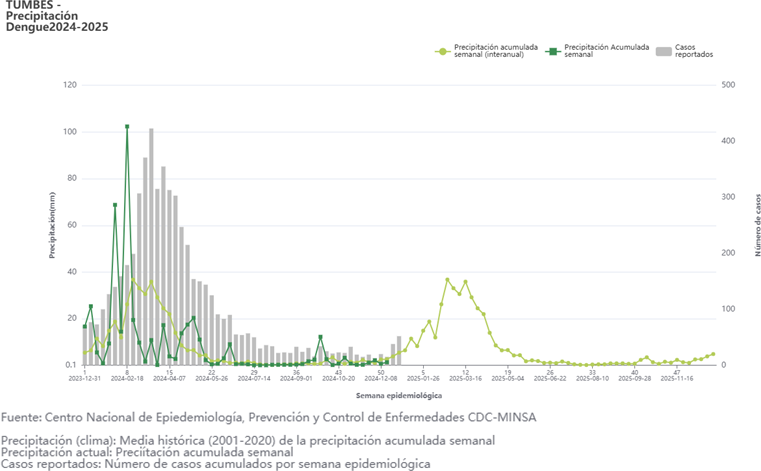 TUMBES -
Precipitación
Dengue2024-2025
Precipitación acumulada
semanal (interanual)
Precipitación Acumulada
semanal
Casos
reportados
120
100
80
60
40
20
0.1
500
400
300
200
100
0
Precipitación(mm)
Número de casos
1 8 15 22 29 36 43 50 5 12 19 26 33 40 47
2023-12-31 2024-02-18 2024-04-07 2024-05-26 2024-07-14 2024-09-01 2024-10-20 2024-12-08 2025-01-26 2025-03-16 2025-05-04 2025-06-22 2025-08-10 2025-09-28 2025-11-16
Semana epidemiológica
Fuente: Centro Nacional de Epiedemiología, Prevención y Control de Enfermedades CDC-MINSA
Precipitación (clima): Media histórica (2001-2020) de la precipitación acumulada semanal
Precipitación actual: Preciítación acumulada semanal
Casos reportados: Número de casos acumulados por semana epidemiológica